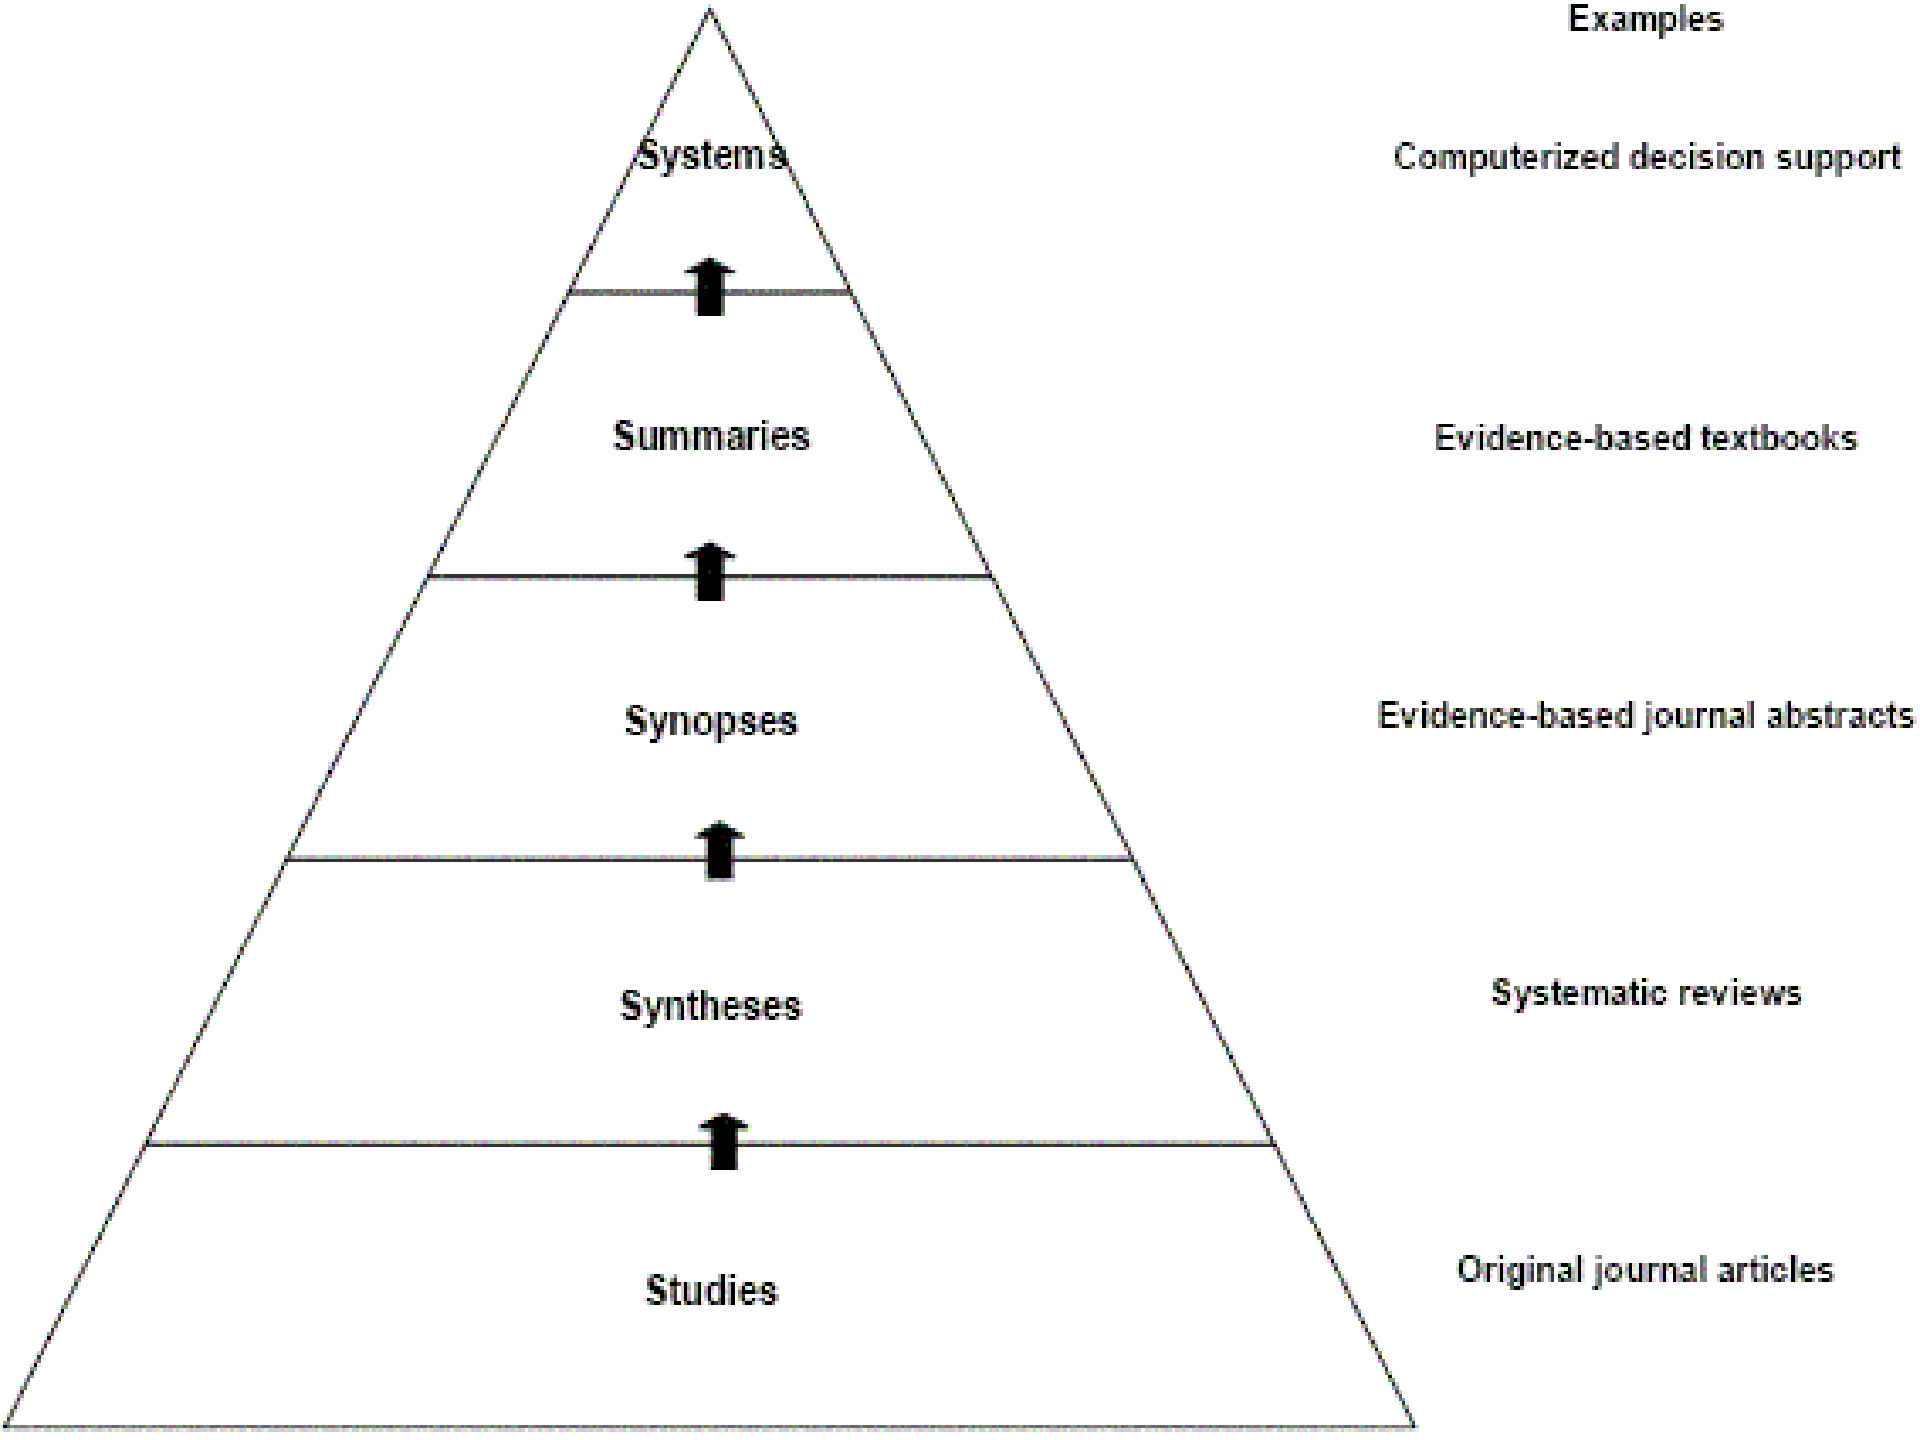 Examples
Systems
Computerized decision support
Summaries
Evidence-based textbooks
Synopses
Evidence-based journal abstracts
Syntheses
Systematic reviews
Studies
Original journal articles